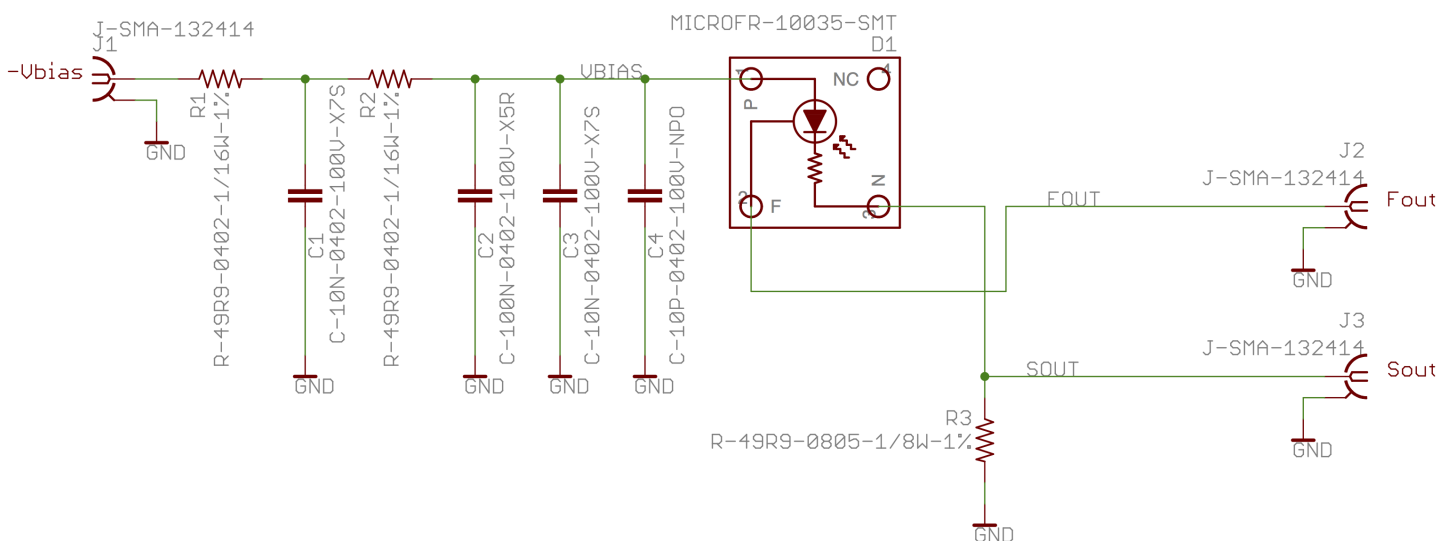 J-SMA-132414
J1
-Vbias
GND
R1
R-49R9-0402-1/16W-1%
C1
C-10N-0402-100V-X7S
GND
R2
R-49R9-0402-1/16W-1%
C2
C-100N-0402-100V-X5R
GND
C3
C-10N-0402-100V-X7S
GND
VBIAS
C4
C-10P-0402-100V-NPO
GND
MICROFR-10035-SMT
D1
1
P
NC
4
2
F
N
3
FOUT
J2
J-SMA-132414
Fout
GND
SOUT
J3
J-SMA-132414
Sout
GND
R3
R-49R9-0805-1/8W-1%
GND